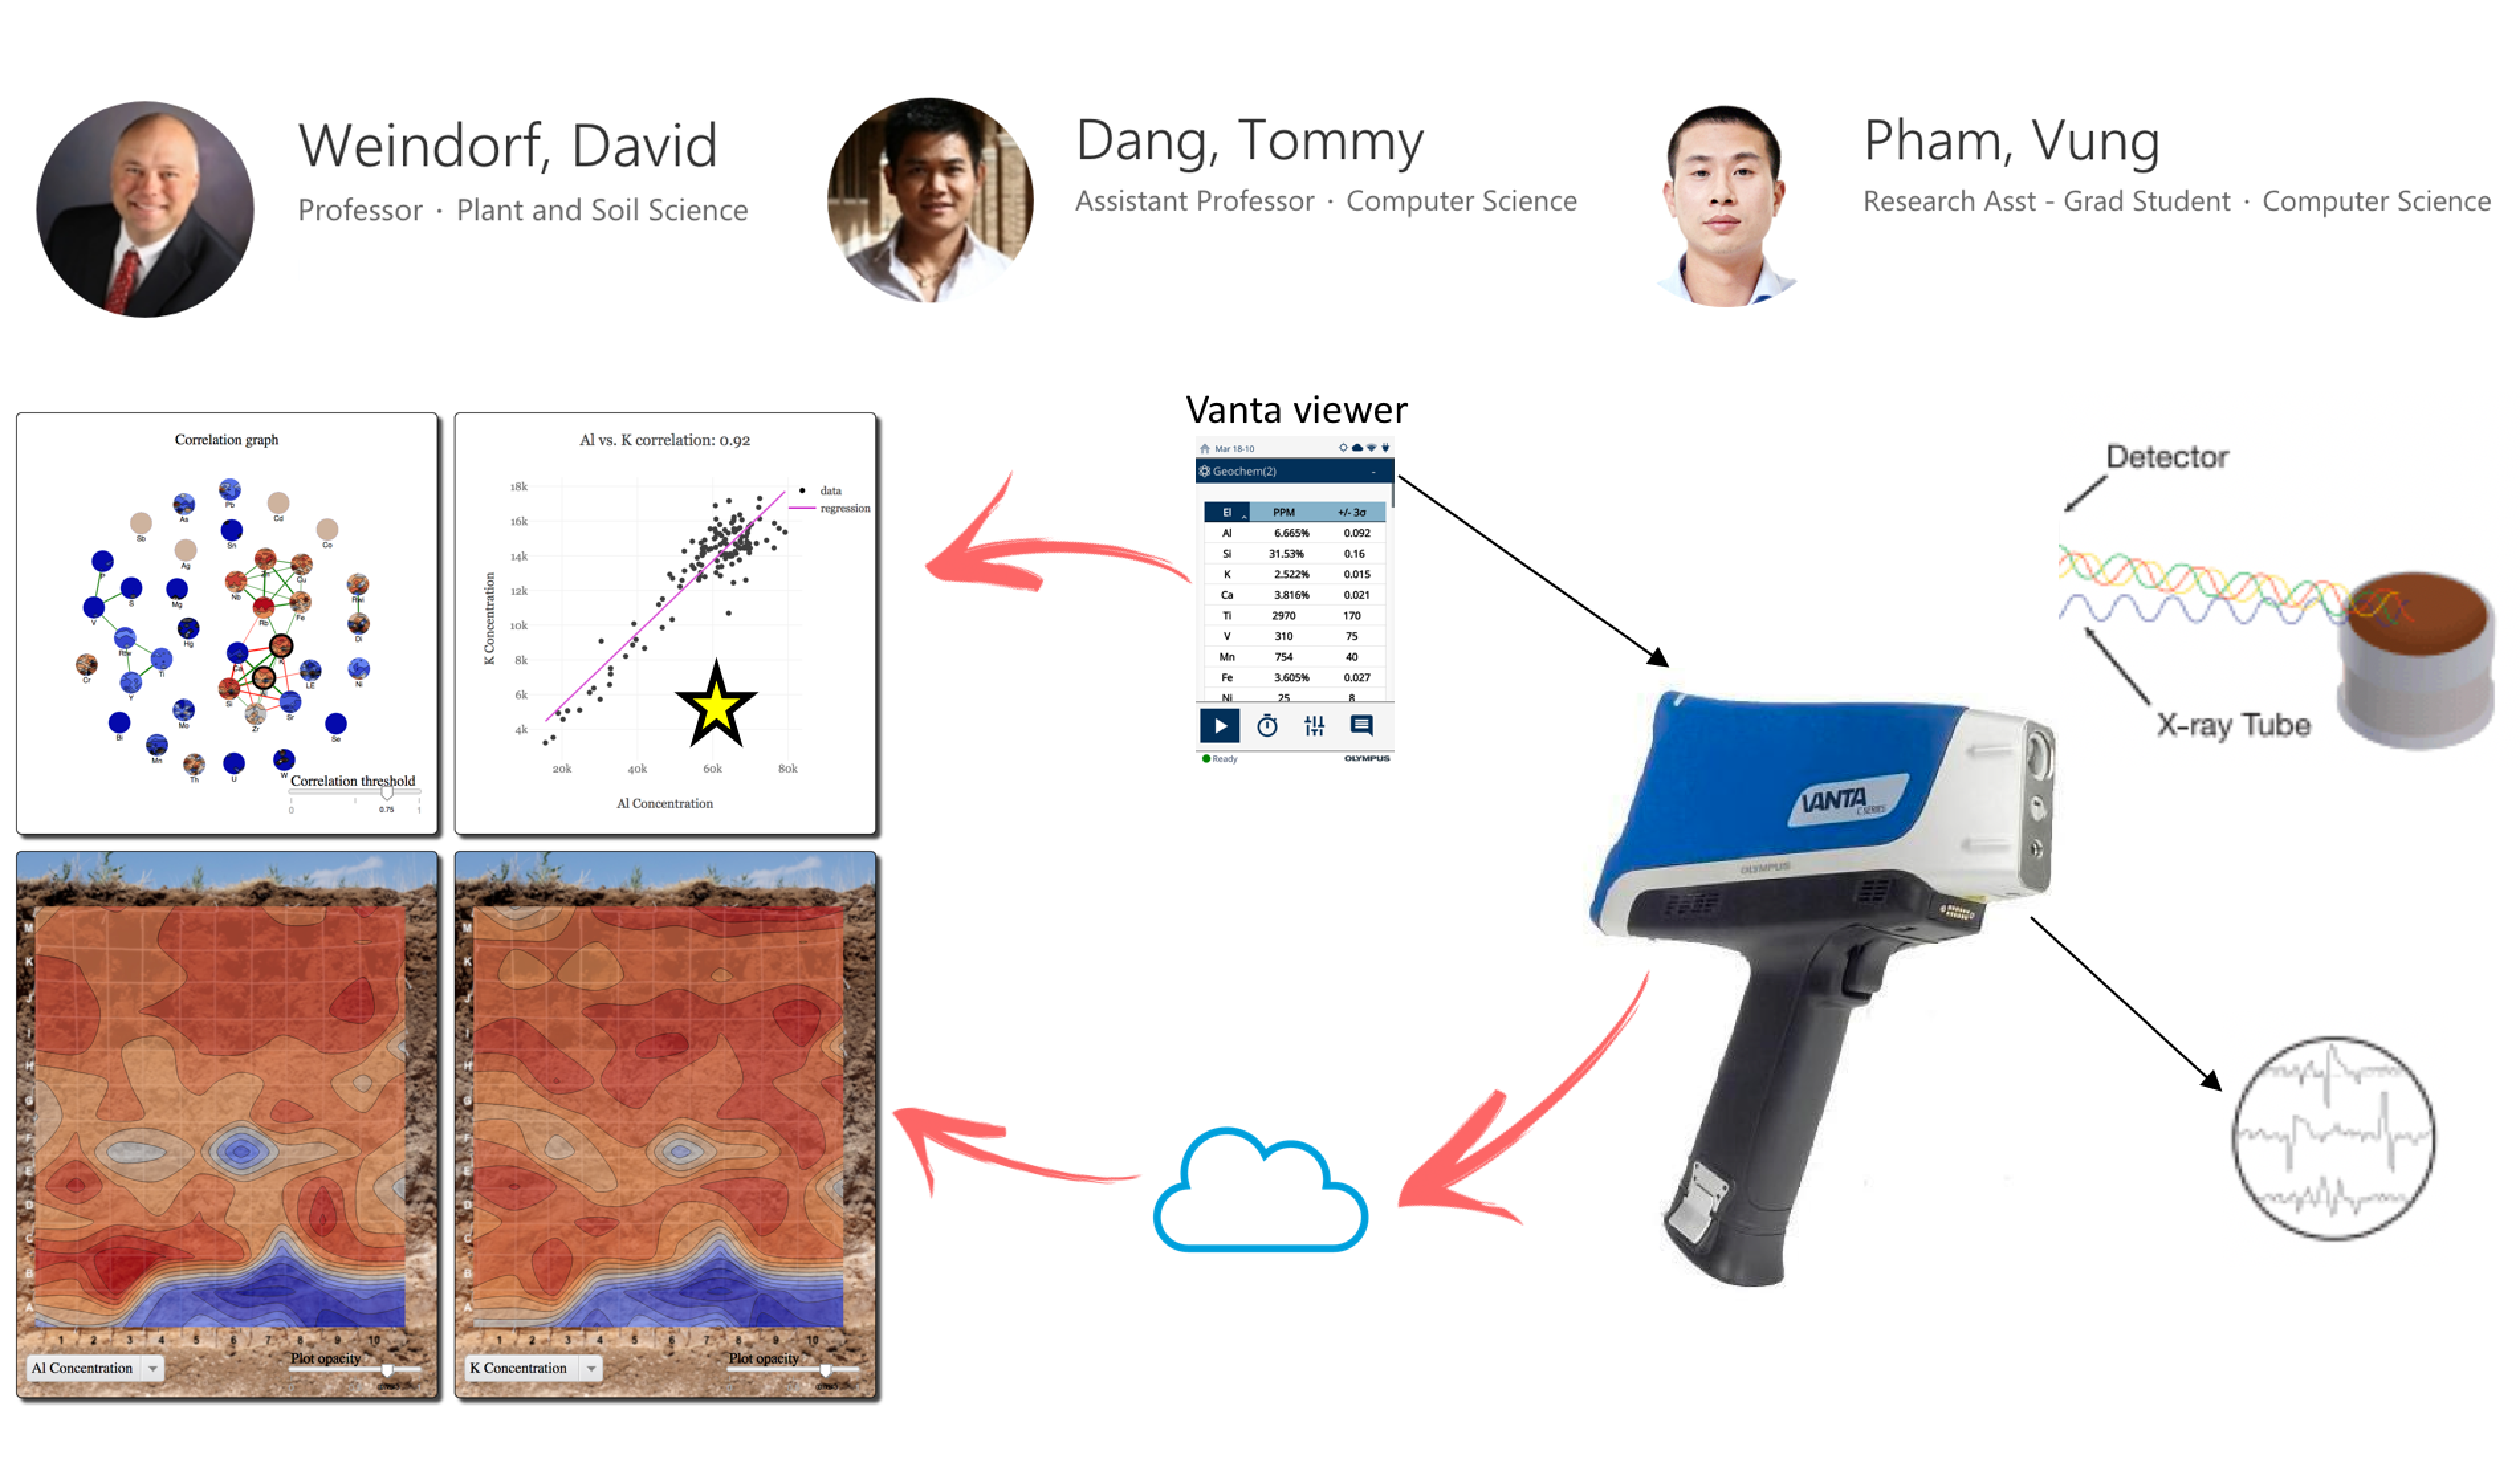 Weindorf, David
Professor · Plant and Soil Science
Dang, Tommy
Assistant Professor · Computer Science
Pham, Vung
Research Asst - Grad Student · Computer Science
Correlation graph
Pb
As
Cd
Sb
Sn
Co
Ag
P
Zn
Cu
Nb
S
Mg
V
Rb
Fe
Hg
Di
K
Ca
Cr
Ti
LE
Ni
Y
Si
Sr
Mo
Zr
Bi
Se
Mn
Th
U
W
Correlation threshold
0
0.75
1
Al vs. K correlation: 0.92
data
regression
K Concentration
18k
16k
14k
12k
10k
8k
6k
4k
20k 40k 60k 80k
Al Concentration
Vanta viewer
Mar 18-10
Geochem(2) -
El PPM +/- 3σ
Al 6.665% 0.092
Si 31.53% 0.16
K 2.522% 0.015
Ca 3.816% 0.021
Ti 2970 170
V 310 75
Mn 754 40
Fe 3.605% 0.027
Ni 25 8
Ready OLYMPUS
Detector
X-ray Tube
VANTA
C SERIES
OLYMPUS
M
K
J
I
H
G
F
E
D
C
B
A
1 2 3 4 5 6 7 8 9 10
Al Concentration
Plot opacity
M
K
J
I
H
G
F
E
D
C
B
A
1 2 3 4 5 6 7 8 9 10
K Concentration
Plot opacity